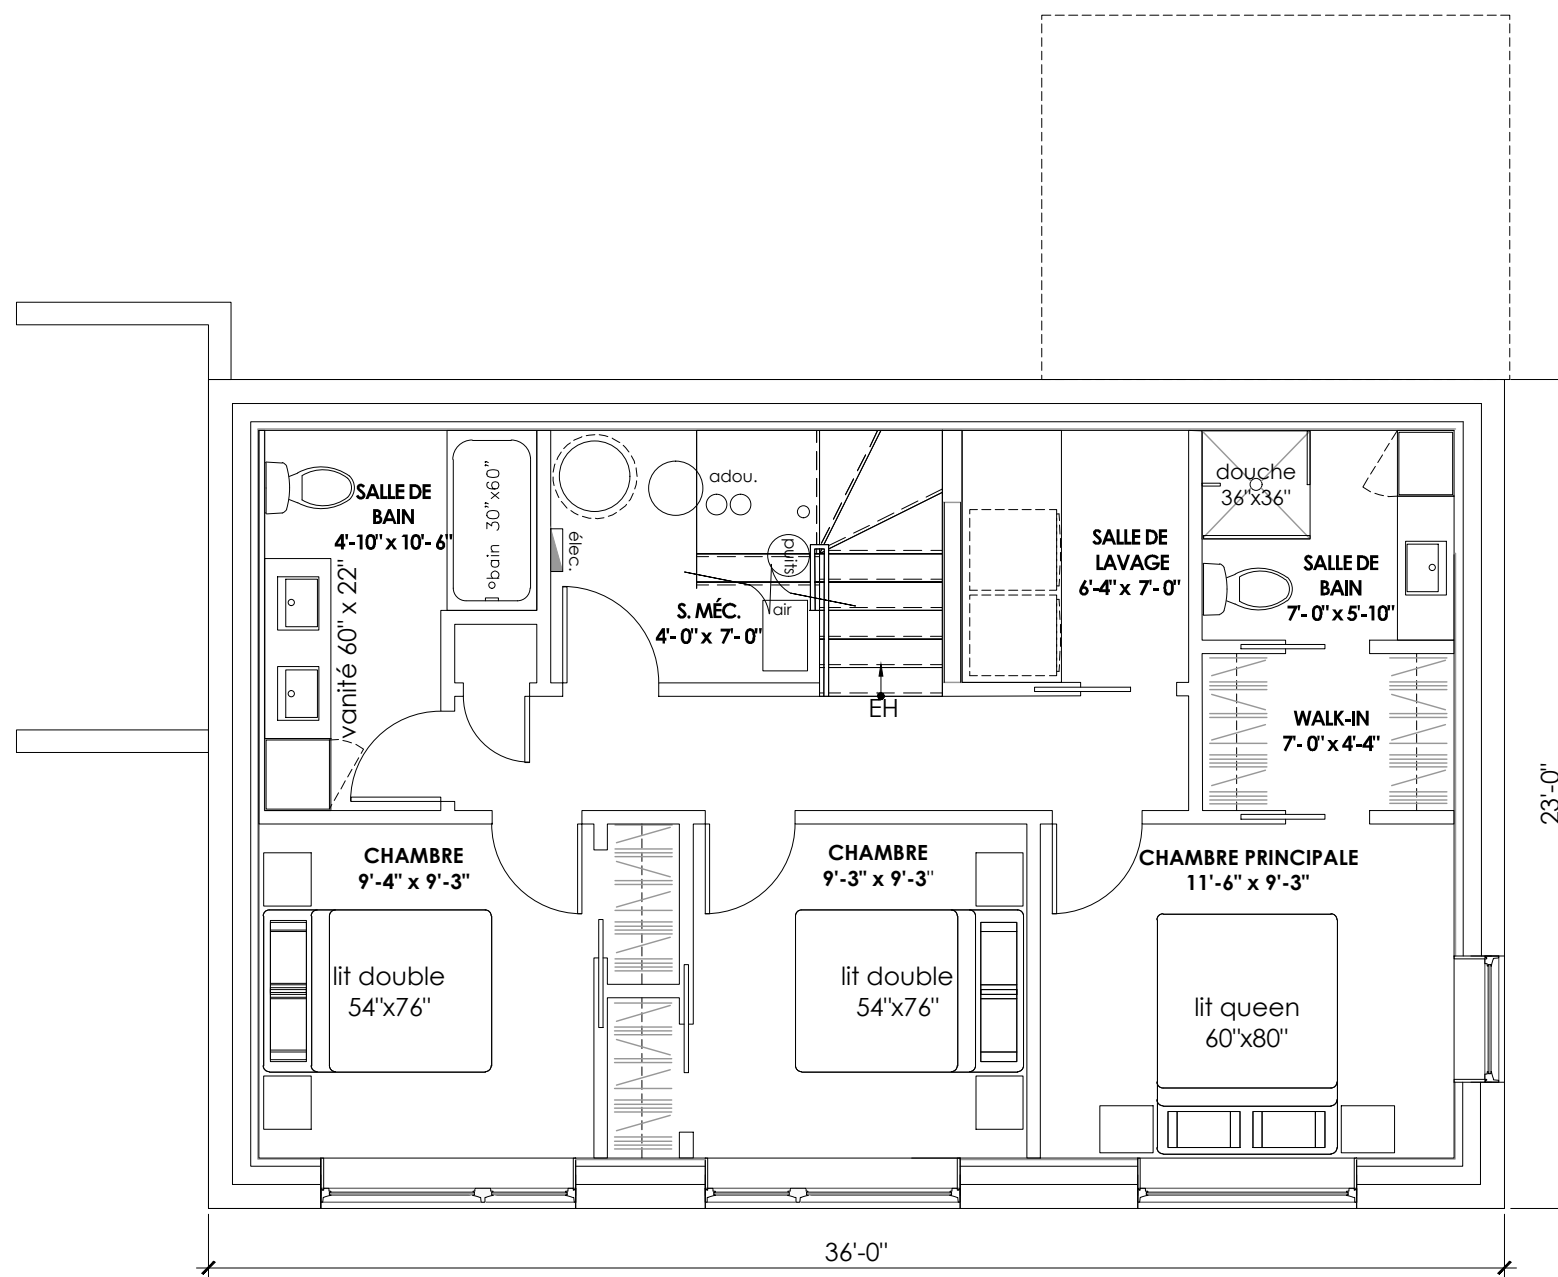 SALLE DE
BAIN
4'-10" x 10'-6"
bain 30"x60"
vanité 60" x 22"
élec.
adou.
puits
air
S. MÉC.
4'-0" x 7'-0"
EH
SALLE DE
LAVAGE
6'-4" x 7'-0"
douche
36"x36"
SALLE DE
BAIN
7'-0" x 5'-10"
WALK-IN
7'-0" x 4'-4"
CHAMBRE
9'-4" x 9'-3"
lit double
54"x76"
CHAMBRE
9'-3" x 9'-3"
lit double
54"x76"
CHAMBRE PRINCIPALE
11'-6" x 9'-3"
lit queen
60"x80"
23'-0"
36'-0"